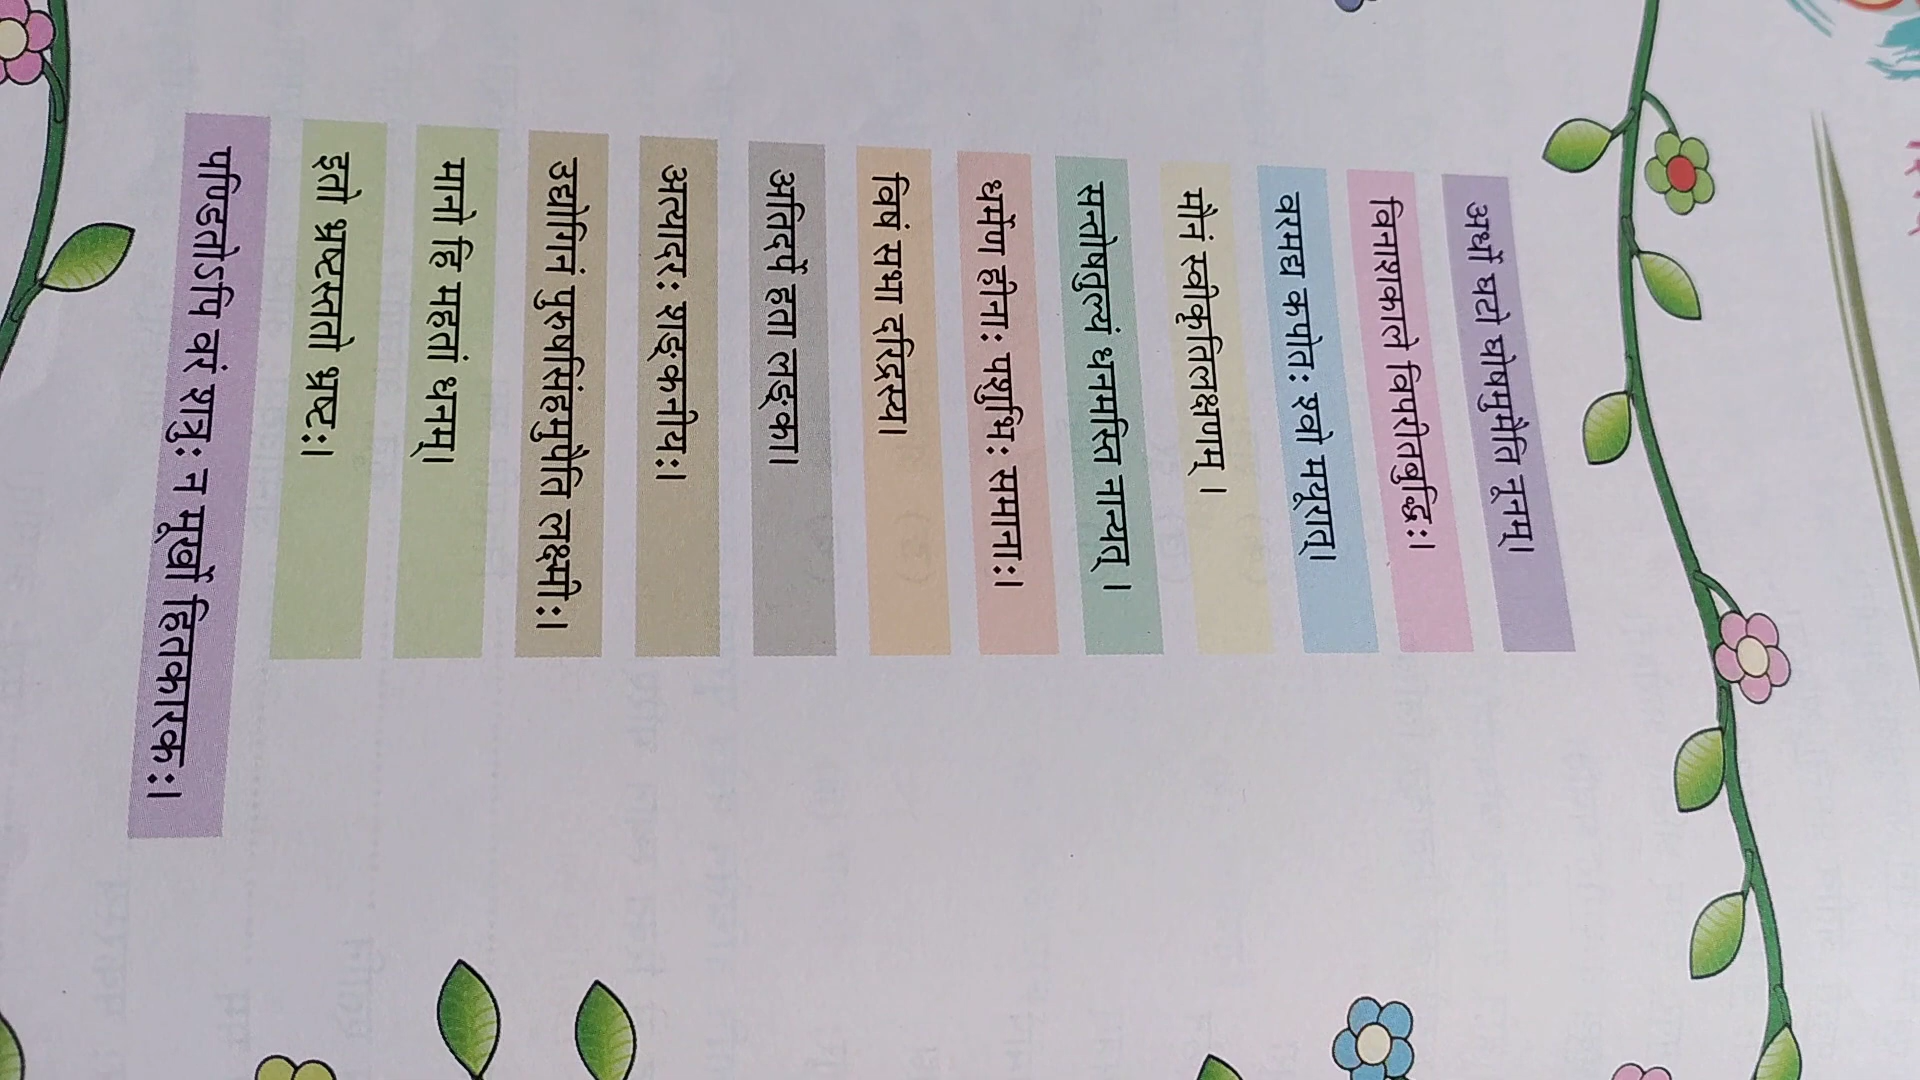 अर्धो घटो घोषमुपैति नूनम्।
विनाशकाले विपरीतबुद्धिः।
वरमद्य कपोतः श्वो मयूरात्।
मौनं स्वीकृतिलक्षणम्।
सन्तोषतुल्यं धनमस्ति नान्यत्।
धर्मेण हीनाः पशुभिः समानाः।
विषं सभा दरिद्रस्य।
अतिदर्पे हता लङ्का।
अत्यादरः शङ्कनीयः।
उद्योगिनं पुरुषसिंहमुपैति लक्ष्मीः।
मानो हि महतां धनम्।
इतो भ्रष्टस्ततो भ्रष्टः।
पण्डितोऽपि वरं शत्रुः न मूर्खो हितकारकः।